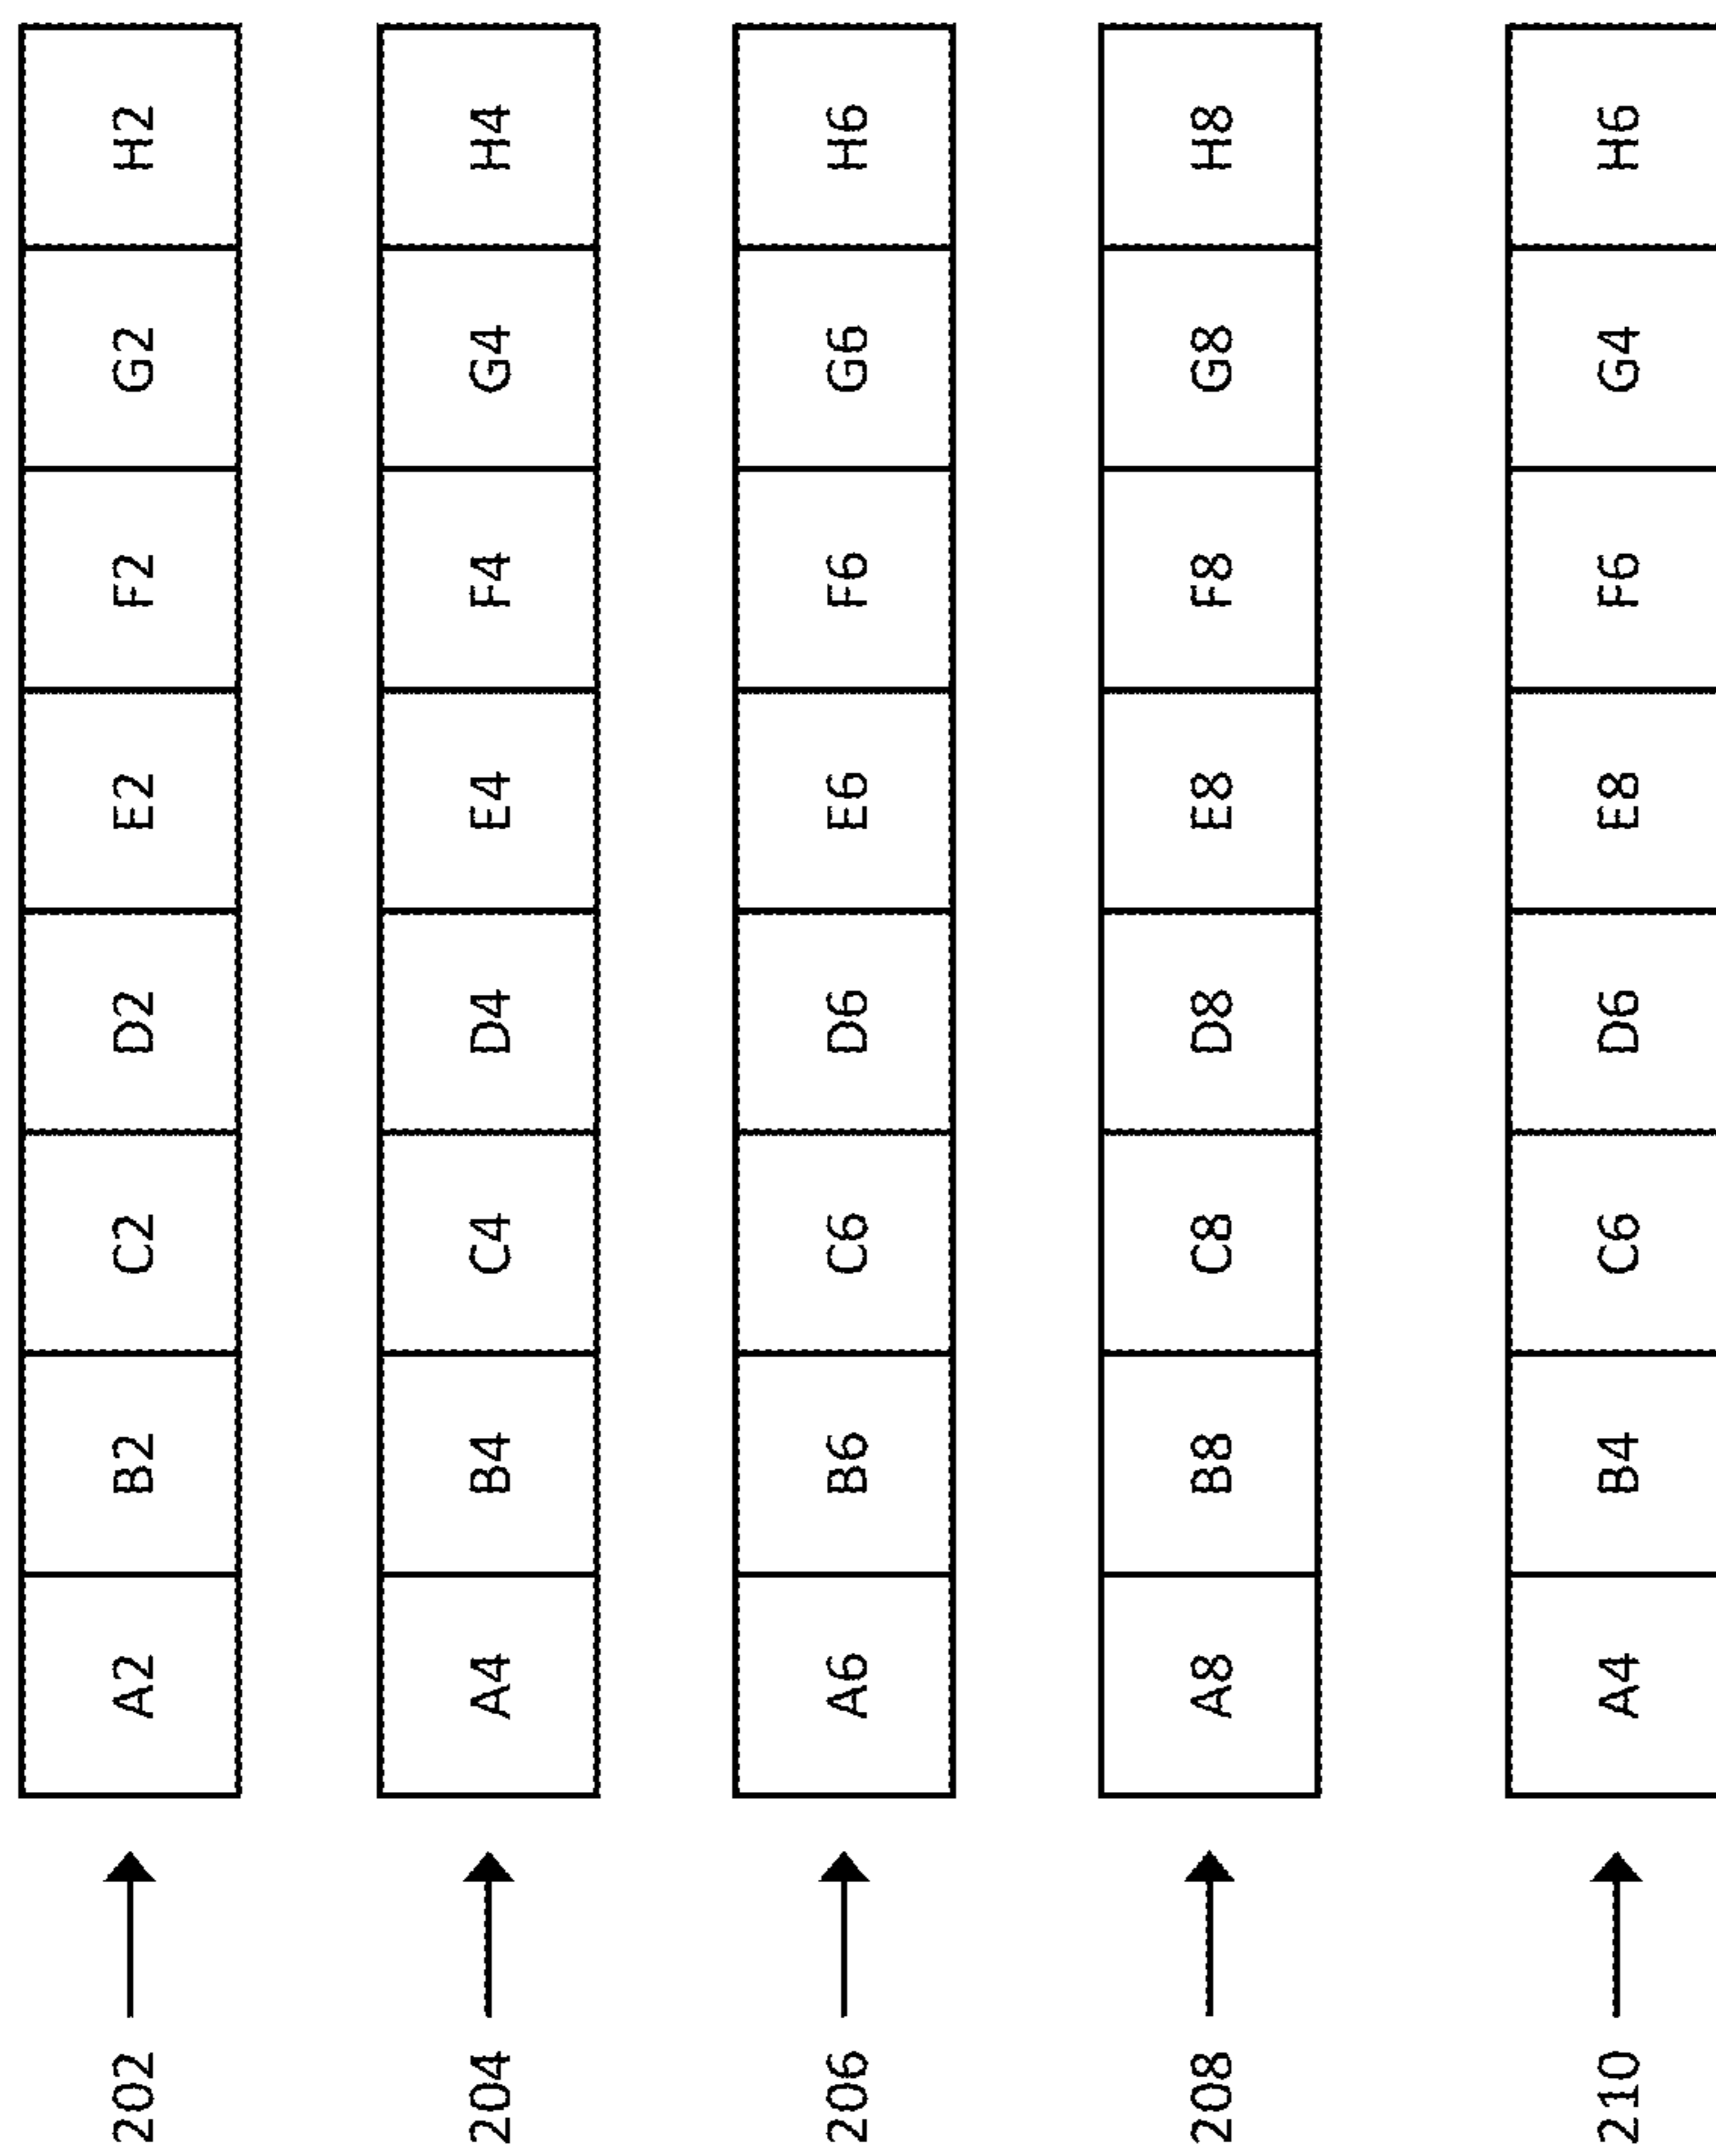 202 A2 B2 C2 D2 E2 F2 G2 H2
204 A4 B4 C4 D4 E4 F4 G4 H4
206 A6 B6 C6 D6 E6 F6 G6 H6
208 A8 B8 C8 D8 E8 F8 G8 H8
210 A4 B4 C6 D6 E8 F6 G4 H6